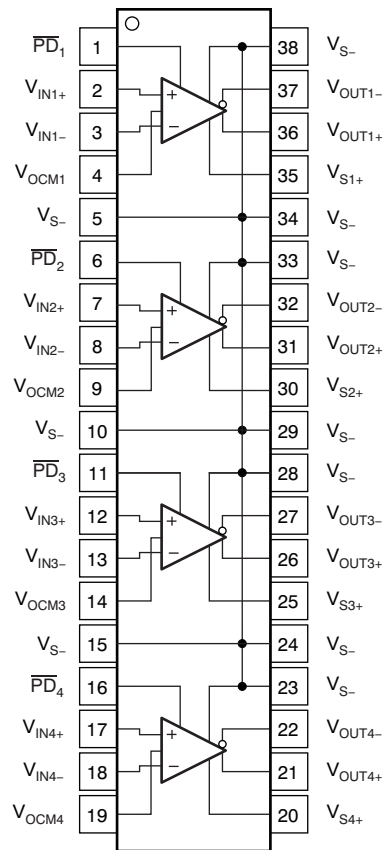 PD1 1 38 VS−
VIN1+ 2 37 VOUT1−
VIN1− 3 36 VOUT1+
VOCM1 4 35 VS1+
VS− 5 34 VS−
PD2 6 33 VS−
VIN2+ 7 32 VOUT2−
VIN2− 8 31 VOUT2+
VOCM2 9 30 VS2+
VS− 10 29 VS−
PD3 11 28 VS−
VIN3+ 12 27 VOUT3−
VIN3− 13 26 VOUT3+
VOCM3 14 25 VS3+
VS− 15 24 VS−
PD4 16 23 VS−
VIN4+ 17 22 VOUT4−
VIN4− 18 21 VOUT4+
VOCM4 19 20 VS4+
+
−
+
−
+
−
+
−